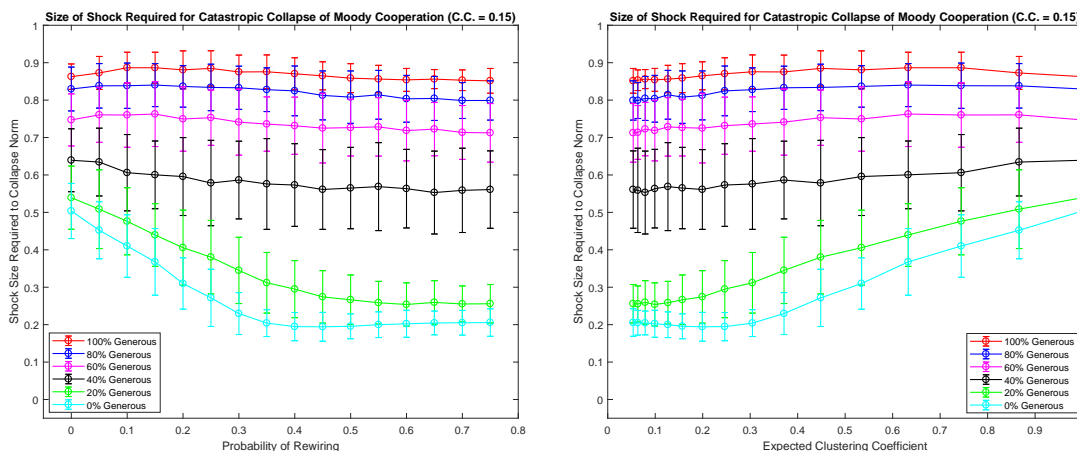 Size of Shock Required for Catastropic Collapse of Moody Cooperation (C.C. = 0.15)
Shock Size Required to Collapse Norm
1
0.9
0.8
0.7
0.6
0.5
0.4
0.3
0.2
0.1
0
100% Generous
80% Generous
60% Generous
40% Generous
20% Generous
0% Generous
0 0.1 0.2 0.3 0.4 0.5 0.6 0.7 0.8
Probability of Rewiring
Size of Shock Required for Catastropic Collapse of Moody Cooperation (C.C. = 0.15)
Shock Size Required to Collapse Norm
1
0.9
0.8
0.7
0.6
0.5
0.4
0.3
0.2
0.1
0
100% Generous
80% Generous
60% Generous
40% Generous
20% Generous
0% Generous
0 0.1 0.2 0.3 0.4 0.5 0.6 0.7 0.8 0.9
Expected Clustering Coefficient